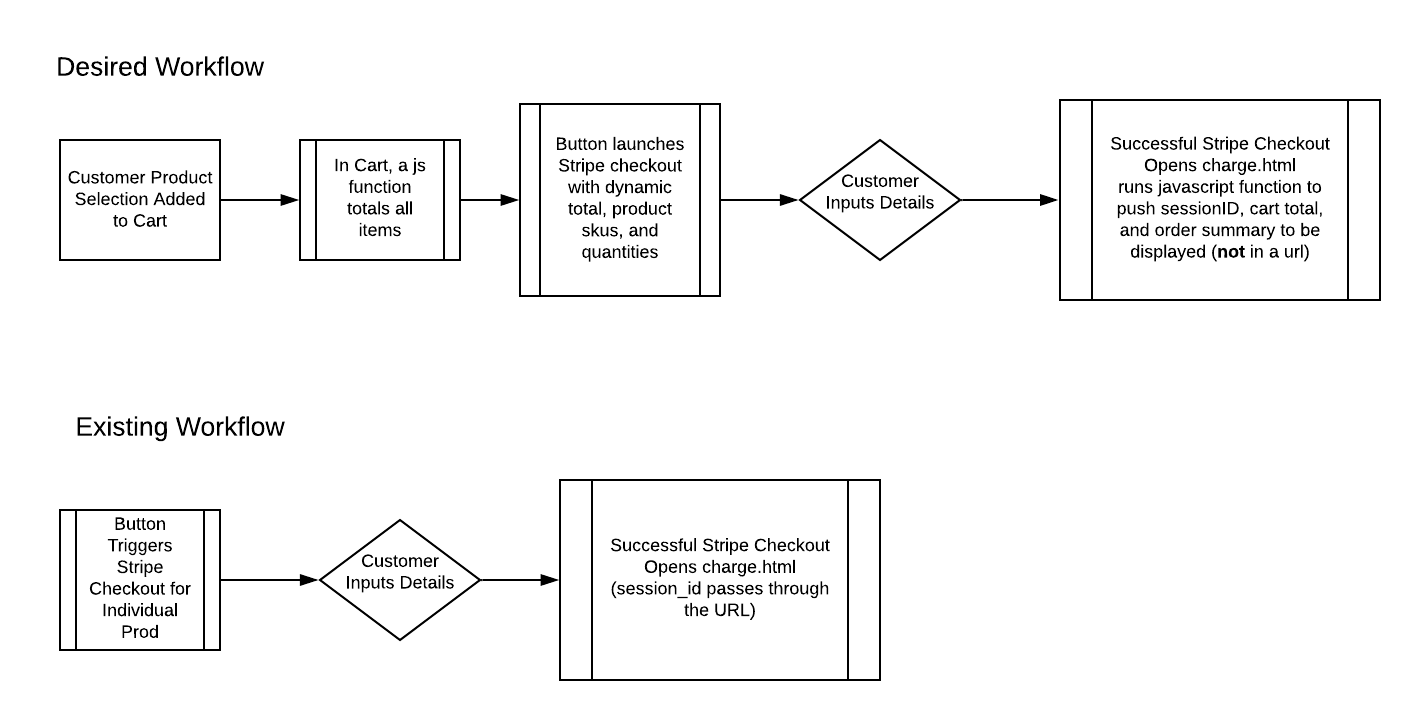 Desired Workflow
Customer Product
Selection Added
to Cart
In Cart, a js
function
totals all
items
Button launches
Stripe checkout
with dynamic
total, product
skus, and
quantities
Customer
Inputs Details
Successful Stripe Checkout
Opens charge.html
runs javascript function to
push sessionID, cart total,
and order summary to be
displayed (not in a url)
Existing Workflow
Button
Triggers
Stripe
Checkout for
Individual
Prod
Customer
Inputs Details
Successful Stripe Checkout
Opens charge.html
(session_id passes through
the URL)